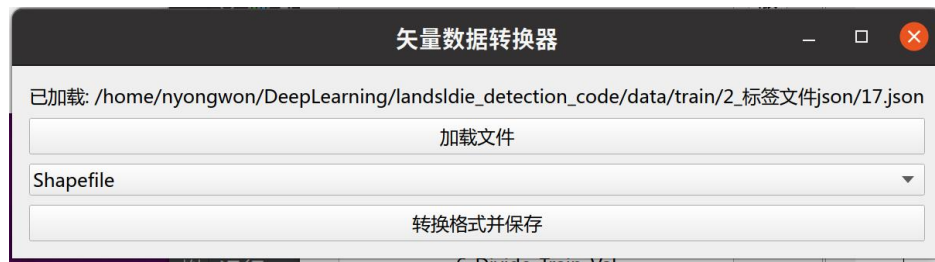 矢量数据转换器
已加载: /home/nyongwon/DeepLearning/landsldie_detection_code/data/train/2_标签文件json/17.json
加载文件
Shapefile
转换格式并保存